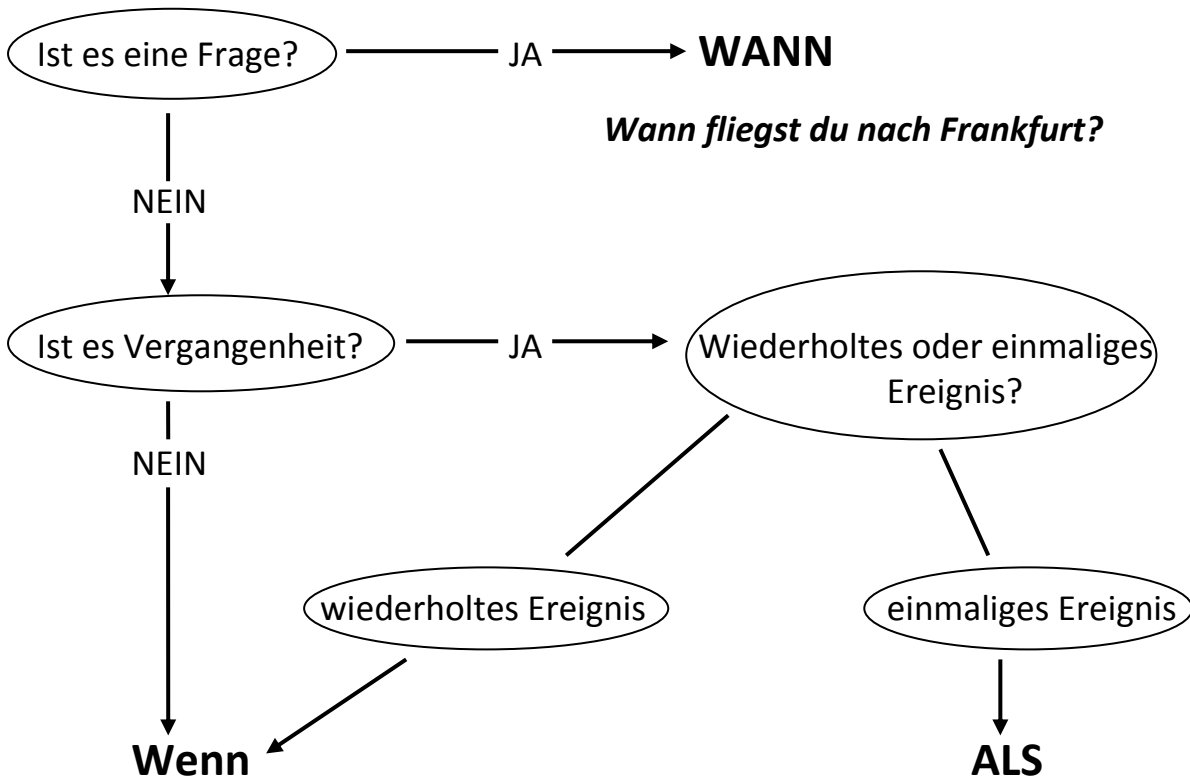 Ist es eine Frage?
JA
WANN
Wann fliegst du nach Frankfurt?
NEIN
Ist es Vergangenheit?
JA
Wiederholtes oder einmaliges
Ereignis?
NEIN
wiederholtes Ereignis
einmaliges Ereignis
Wenn
ALS